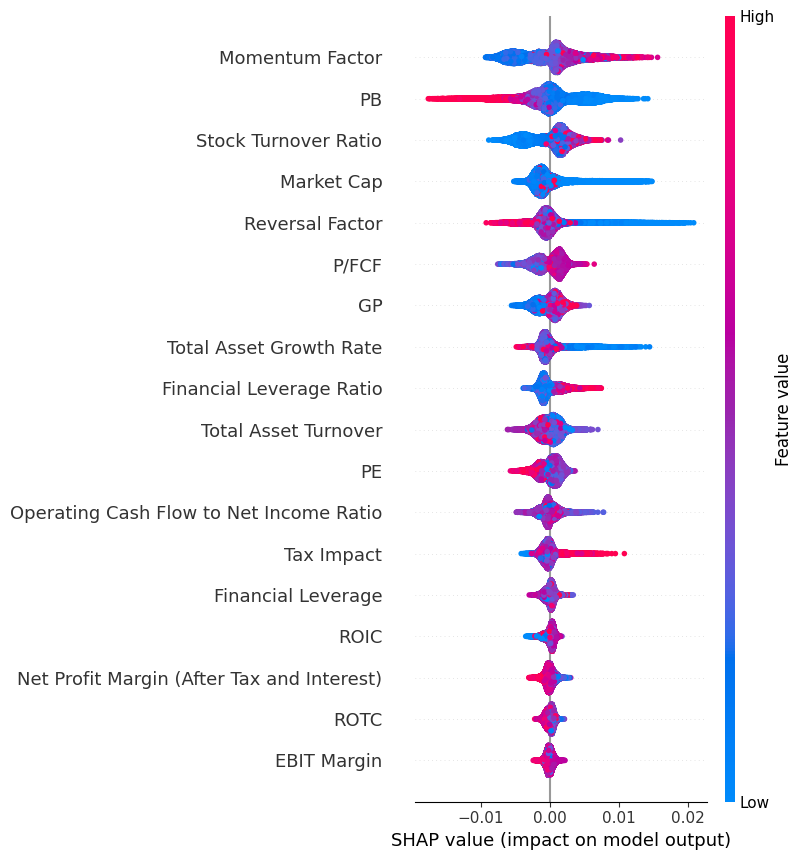 High
Momentum Factor
PB
Stock Turnover Ratio
Market Cap
Reversal Factor
P/FCF
GP
Total Asset Growth Rate
Financial Leverage Ratio
Total Asset Turnover
PE
Operating Cash Flow to Net Income Ratio
Tax Impact
Financial Leverage
ROIC
Net Profit Margin (After Tax and Interest)
ROTC
EBIT Margin
Feature value
Low
−0.01 0.00 0.01 0.02
SHAP value (impact on model output)